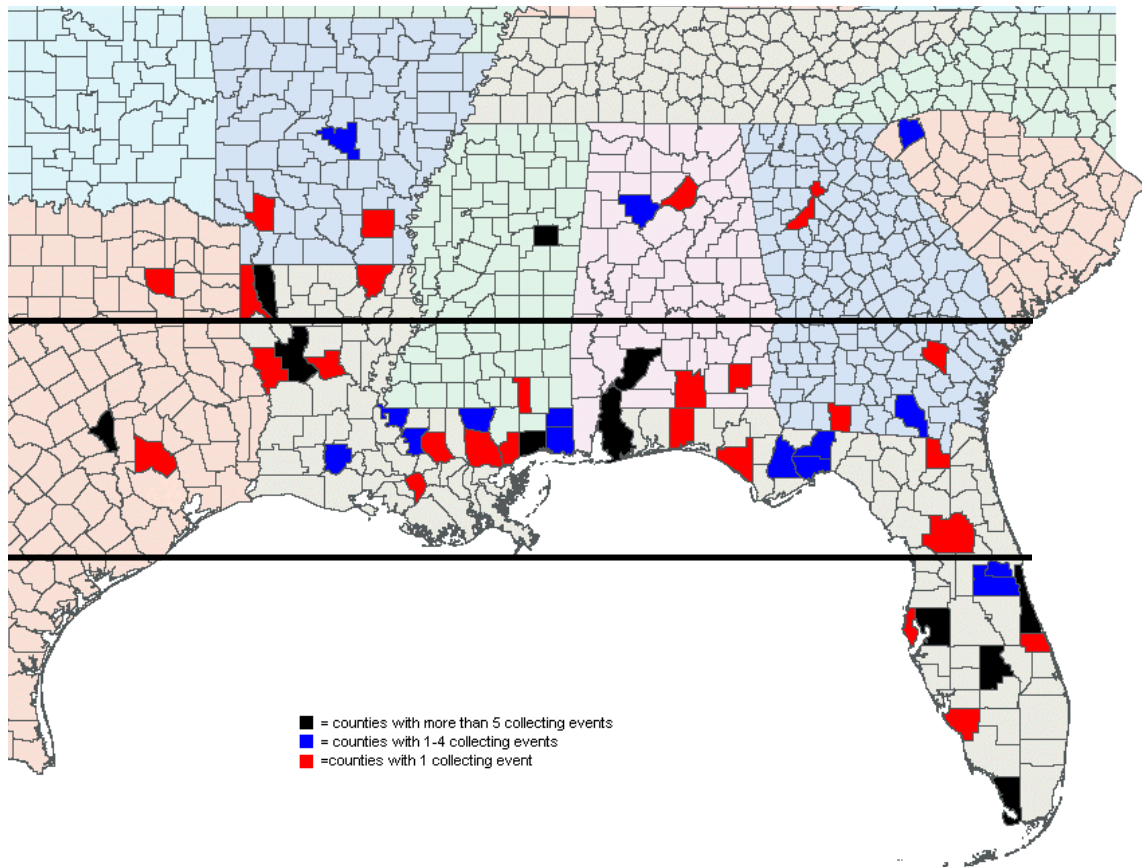 = counties with more than 5 collecting events
= counties with 1-4 collecting events
=counties with 1 collecting event